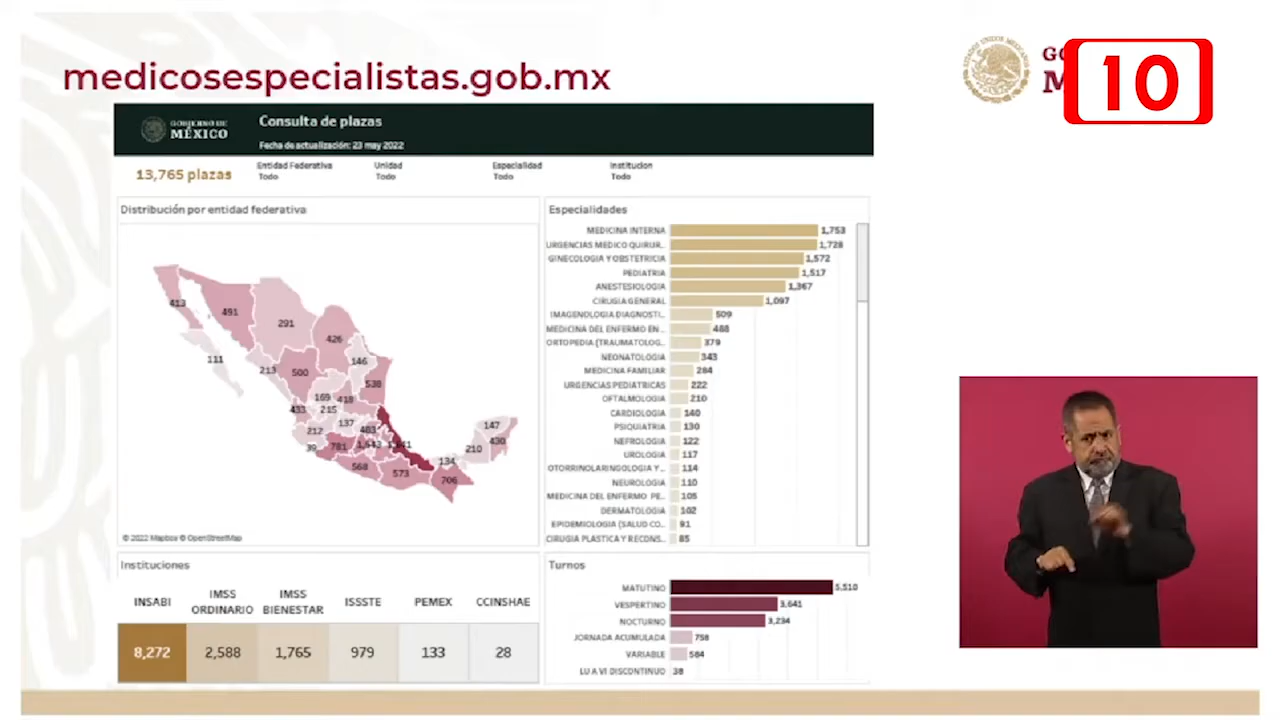 medicosespecialistas.gob.mx
10
GOBIERNO DE
MÉXICO
Consulta de plazas
Fecha de actualización: 23 may 2022
13,765 plazas
Entidad Federativa
Todo
Unidad
Todo
Especialidad
Todo
Institucion
Todo
Distribución por entidad federativa
413
491
291
426
111
213
500
146
538
169
418
433
215
137
212
483
39
781
568
573
134
706
210
147
430
© 2022 Mapbox © OpenStreetMap
Especialidades
MEDICINA INTERNA 1,753
URGENCIAS MEDICO QUIRUR... 1,728
GINECOLOGIA Y OBSTETRICIA 1,572
PEDIATRIA 1,517
ANESTESIOLOGIA 1,367
CIRUGIA GENERAL 1,097
IMAGENOLOGIA DIAGNOSTI... 509
MEDICINA DEL ENFERMO EN... 488
ORTOPEDIA (TRAUMATOLOG... 379
NEONATOLOGIA 343
MEDICINA FAMILIAR 284
URGENCIAS PEDIATRICAS 222
OFTALMOLOGIA 210
CARDIOLOGIA 140
PSIQUIATRIA 130
NEFROLOGIA 122
UROLOGIA 117
OTORRINOLARINGOLOGIA Y... 114
NEUROLOGIA 110
MEDICINA DEL ENFERMO PE... 105
DERMATOLOGIA 102
EPIDEMIOLOGIA (SALUD CO... 91
CIRUGIA PLASTICA Y RECONS... 85
Instituciones
INSABI
IMSS ORDINARIO
IMSS BIENESTAR
ISSSTE
PEMEX
CCINSHAE
8,272
2,588
1,765
979
133
28
Turnos
MATUTINO 5,510
VESPERTINO 3,641
NOCTURNO 3,234
JORNADA ACUMULADA 758
VARIABLE 584
LU A VI DISCONTINUO 38